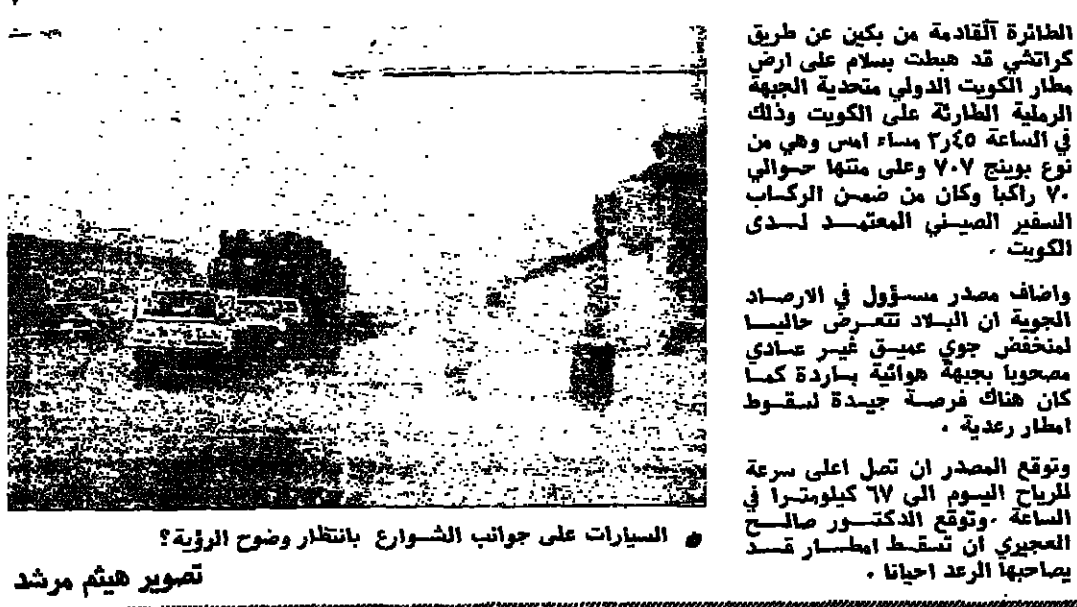 الطائرة القادمة من بكين عن طريق
كراتشي قد هبطت بسلام على ارض
مطار الكويت الدولي متحدية الجبهة
الرملية الطارئة على الكويت وذلك
في الساعة ٤٥ر٣ مساء امس وهي من
نوع بوينج ٧٠٧ وعلى متنها حوالي
٧٠ راكبا وكان من ضمن الركاب
السفير الصيني المعتمد لدى
الكويت .
واضاف مصدر مسؤول في الارصاد
الجوية ان البلاد تتعرض حاليا
لمنخفض جوي عميق غير عادي
مصحوبا بجبهة هوائية باردة كما
كان هناك فرصة جيدة لسقوط
امطار رعدية .
وتوقع المصدر ان تصل اعلى سرعة
للرياح اليوم الى ٦٧ كيلومترا في
الساعة . وتوقع الدكتور صالح
العجيري ان تسقط امطار قد
يصاحبها الرعد احيانا .
السيارات على جوانب الشوارع بانتظار وضوح الرؤية؟
تصوير هيثم مرشد